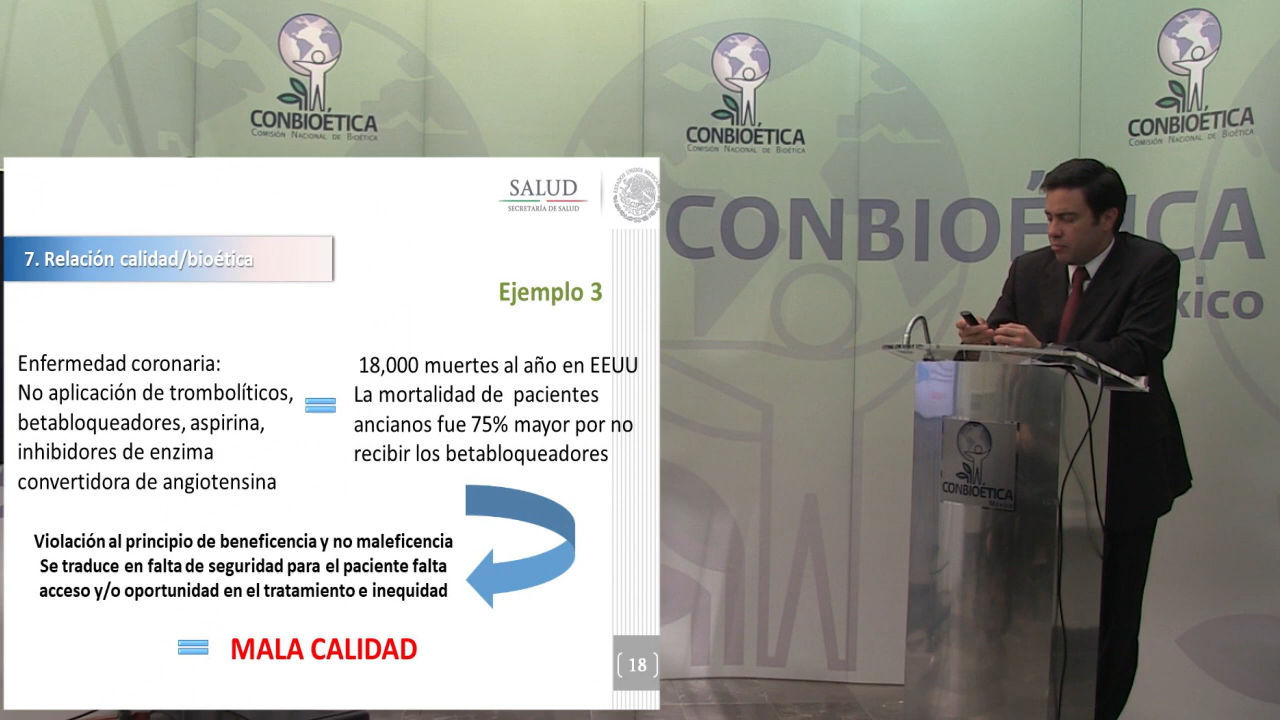 CONBIOÉTICA
COMISIÓN NACIONAL DE BIOÉTICA
CONBIOÉTICA
COMISIÓN NACIONAL DE BIOÉTICA
CONBIOÉTICA
COMISIÓN NACIONAL DE BIOÉTICA
CONBIOÉTICA
xico
SALUD
SECRETARÍA DE SALUD
ESTADOS UNIDOS MEXICANOS
7. Relación calidad/bioética
Ejemplo 3
Enfermedad coronaria:
No aplicación de trombolíticos,
betabloqueadores, aspirina,
inhibidores de enzima
convertidora de angiotensina
18,000 muertes al año en EEUU
La mortalidad de pacientes
ancianos fue 75% mayor por no
recibir los betabloqueadores
Violación al principio de beneficencia y no maleficencia
Se traduce en falta de seguridad para el paciente falta
acceso y/o oportunidad en el tratamiento e inequidad
MALA CALIDAD
[ 18 ]
CONBIOÉTICA
México